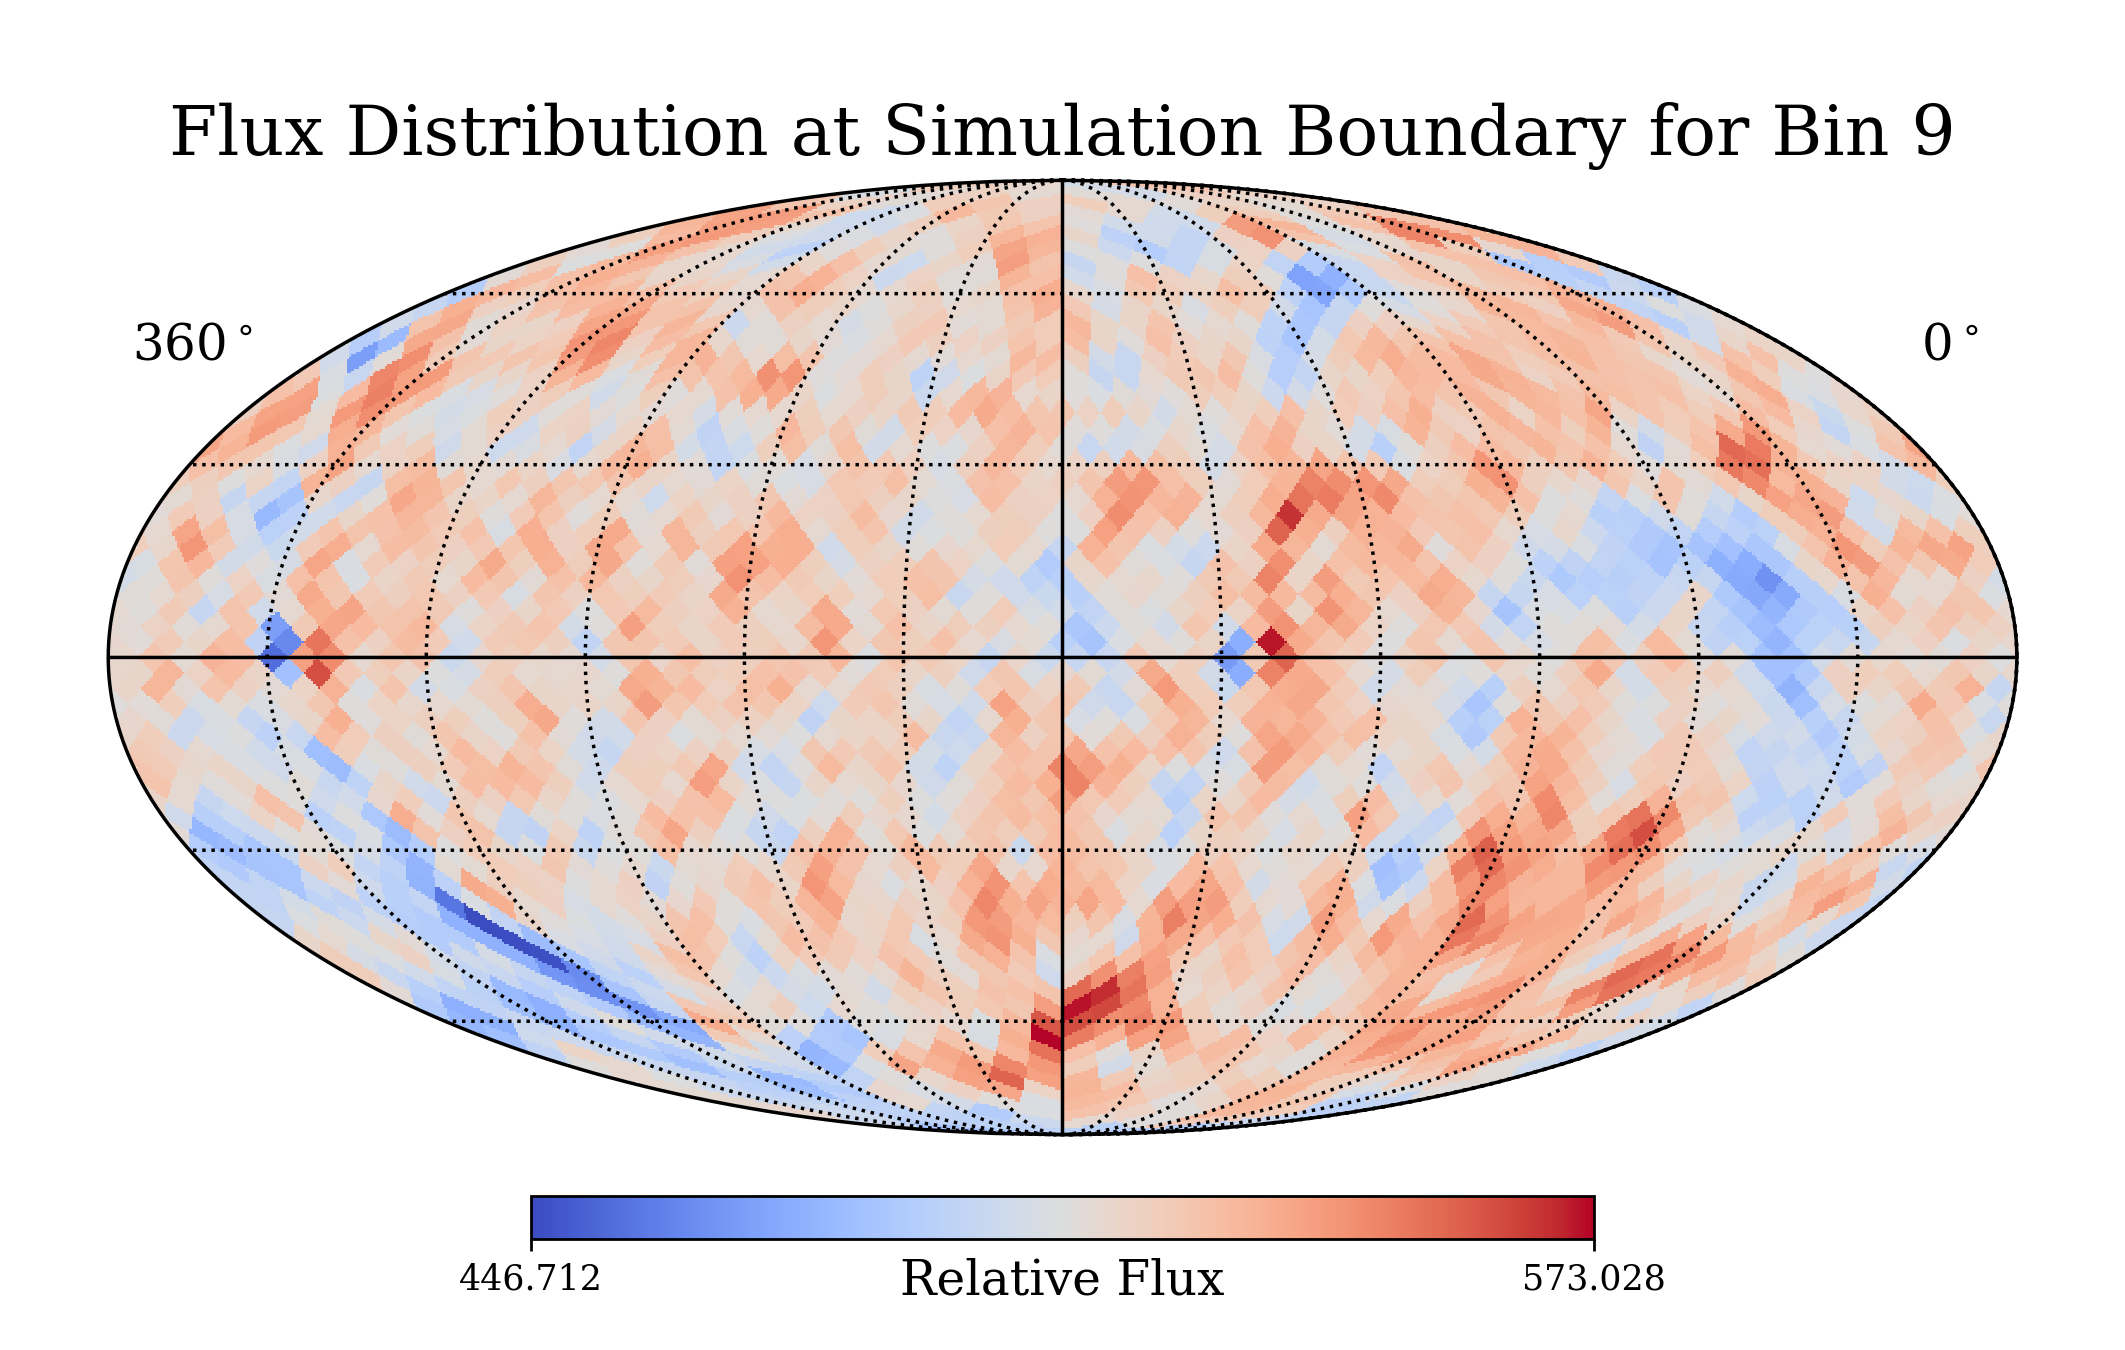 Flux Distribution at Simulation Boundary for Bin 9
360°
0°
446.712
Relative Flux
573.028